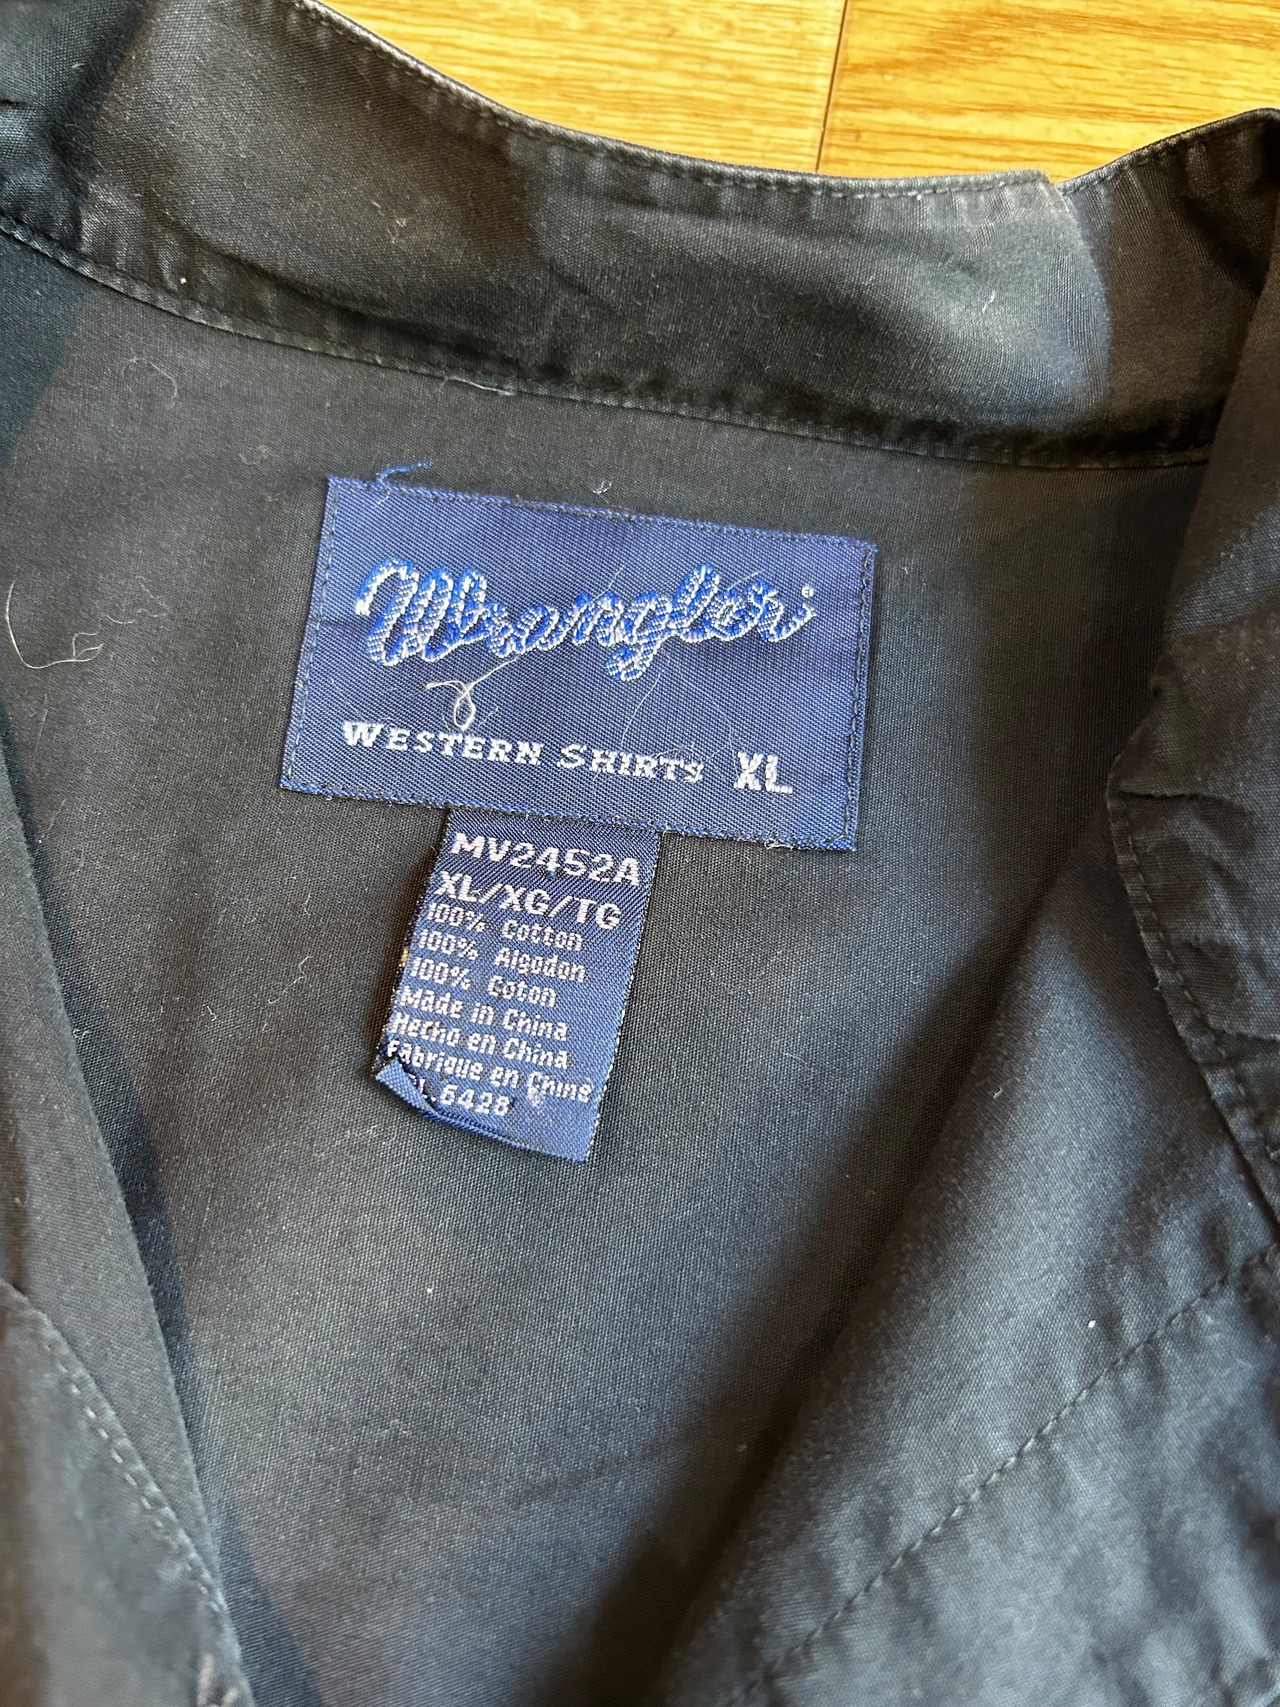 Wrangler
WESTERN SHIRTS XL
MV2452A
XL/XG/TG
100% Cotton
100% Algodon
100% Coton
Made in China
Hecho en China
Fabrique en Chine
6428